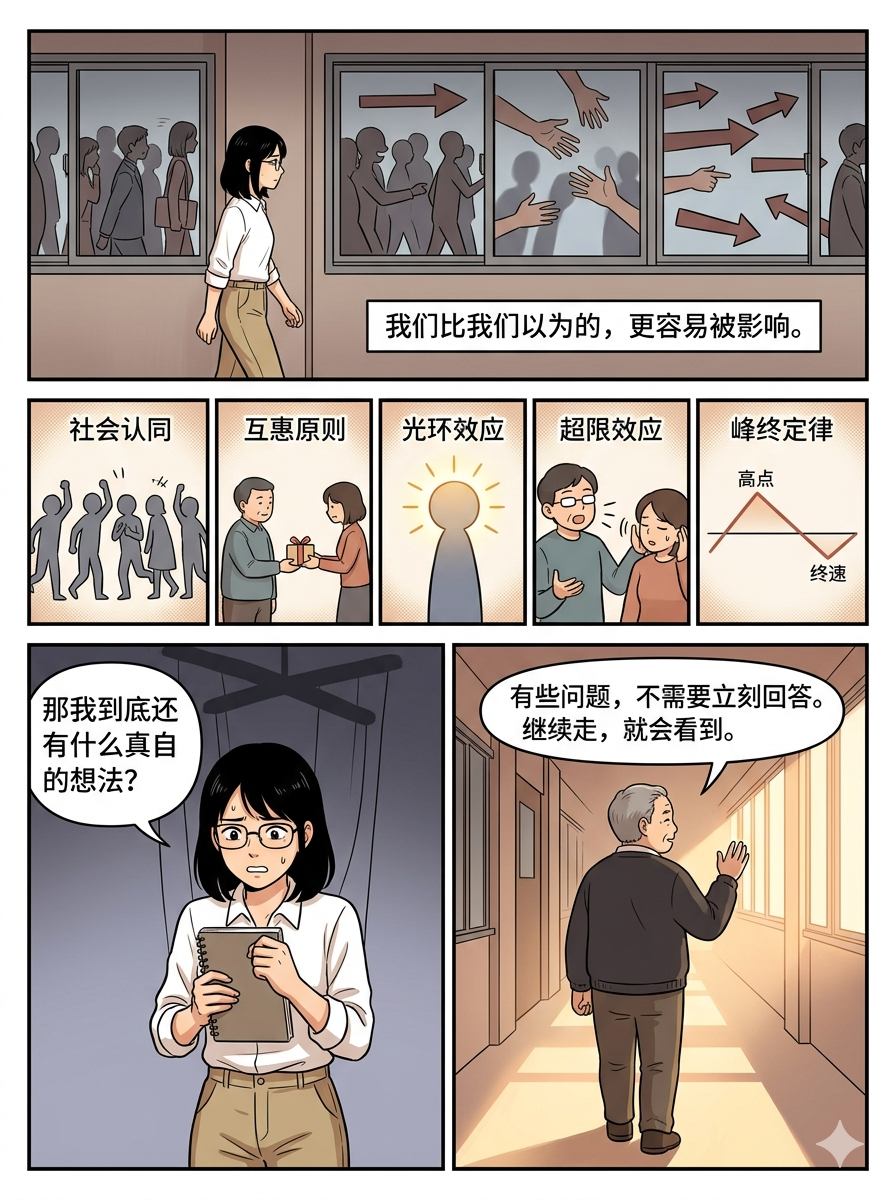 我们比我们以为的，更容易被影响。
社会认同
互惠原则
光环效应
超限效应
峰终定律
高点
终速
那我到底还
有什么真自
的想法？
有些问题，不需要立刻回答。
继续走，就会看到。